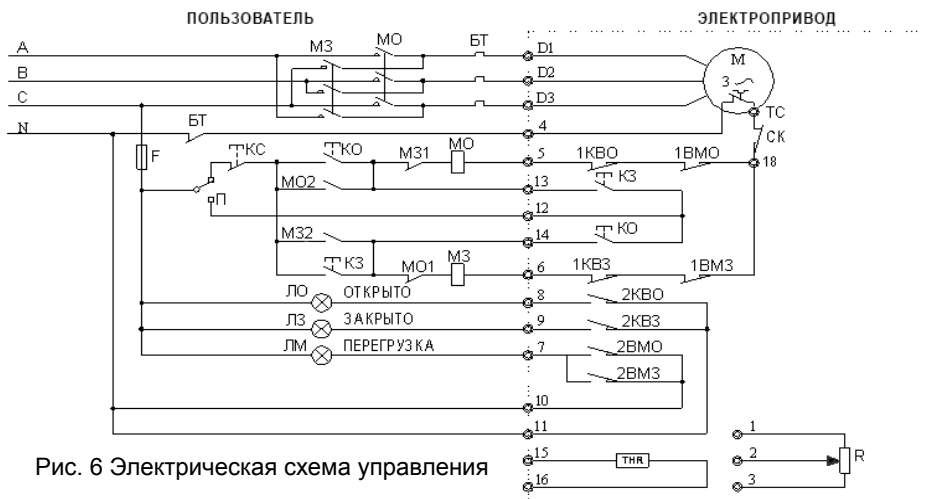 ПОЛЬЗОВАТЕЛЬ ЭЛЕКТРОПРИВОД
A МЗ МО БТ D1 М
B D2 3
C D3 ТС
N БТ 4 СК
F КС КО МЗ1 МО 5 1КВО 1ВМО 18
МО2 13 КЗ
П 12
МЗ2 14 КО
КЗ МО1 МЗ 6 1КВЗ 1ВМЗ
ЛО ОТКРЫТО 8 2КВО
ЛЗ ЗАКРЫТО 9 2КВЗ
ЛМ ПЕРЕГРУЗКА 7 2ВМО
2ВМЗ
10
11 1
15 THR 2 R
16 3
Рис. 6 Электрическая схема управления